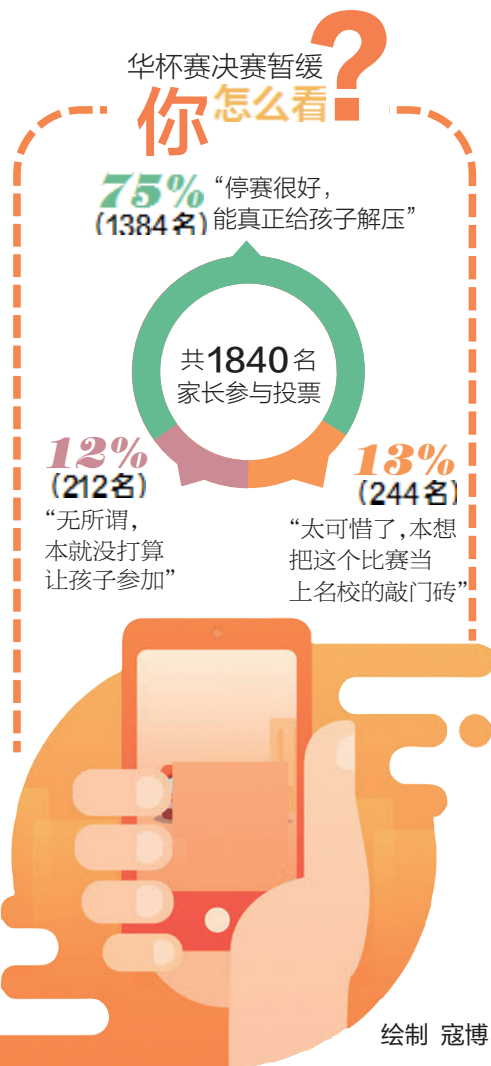 华杯赛决赛暂缓
你怎么看?
75% “停赛很好,
(1384名) 能真正给孩子解压”
共1840名
家长参与投票
12%
(212名)
“无所谓,
本就没打算
让孩子参加”
13%
(244名)
“太可惜了,本想
把这个比赛当
上名校的敲门砖”
绘制 寇博